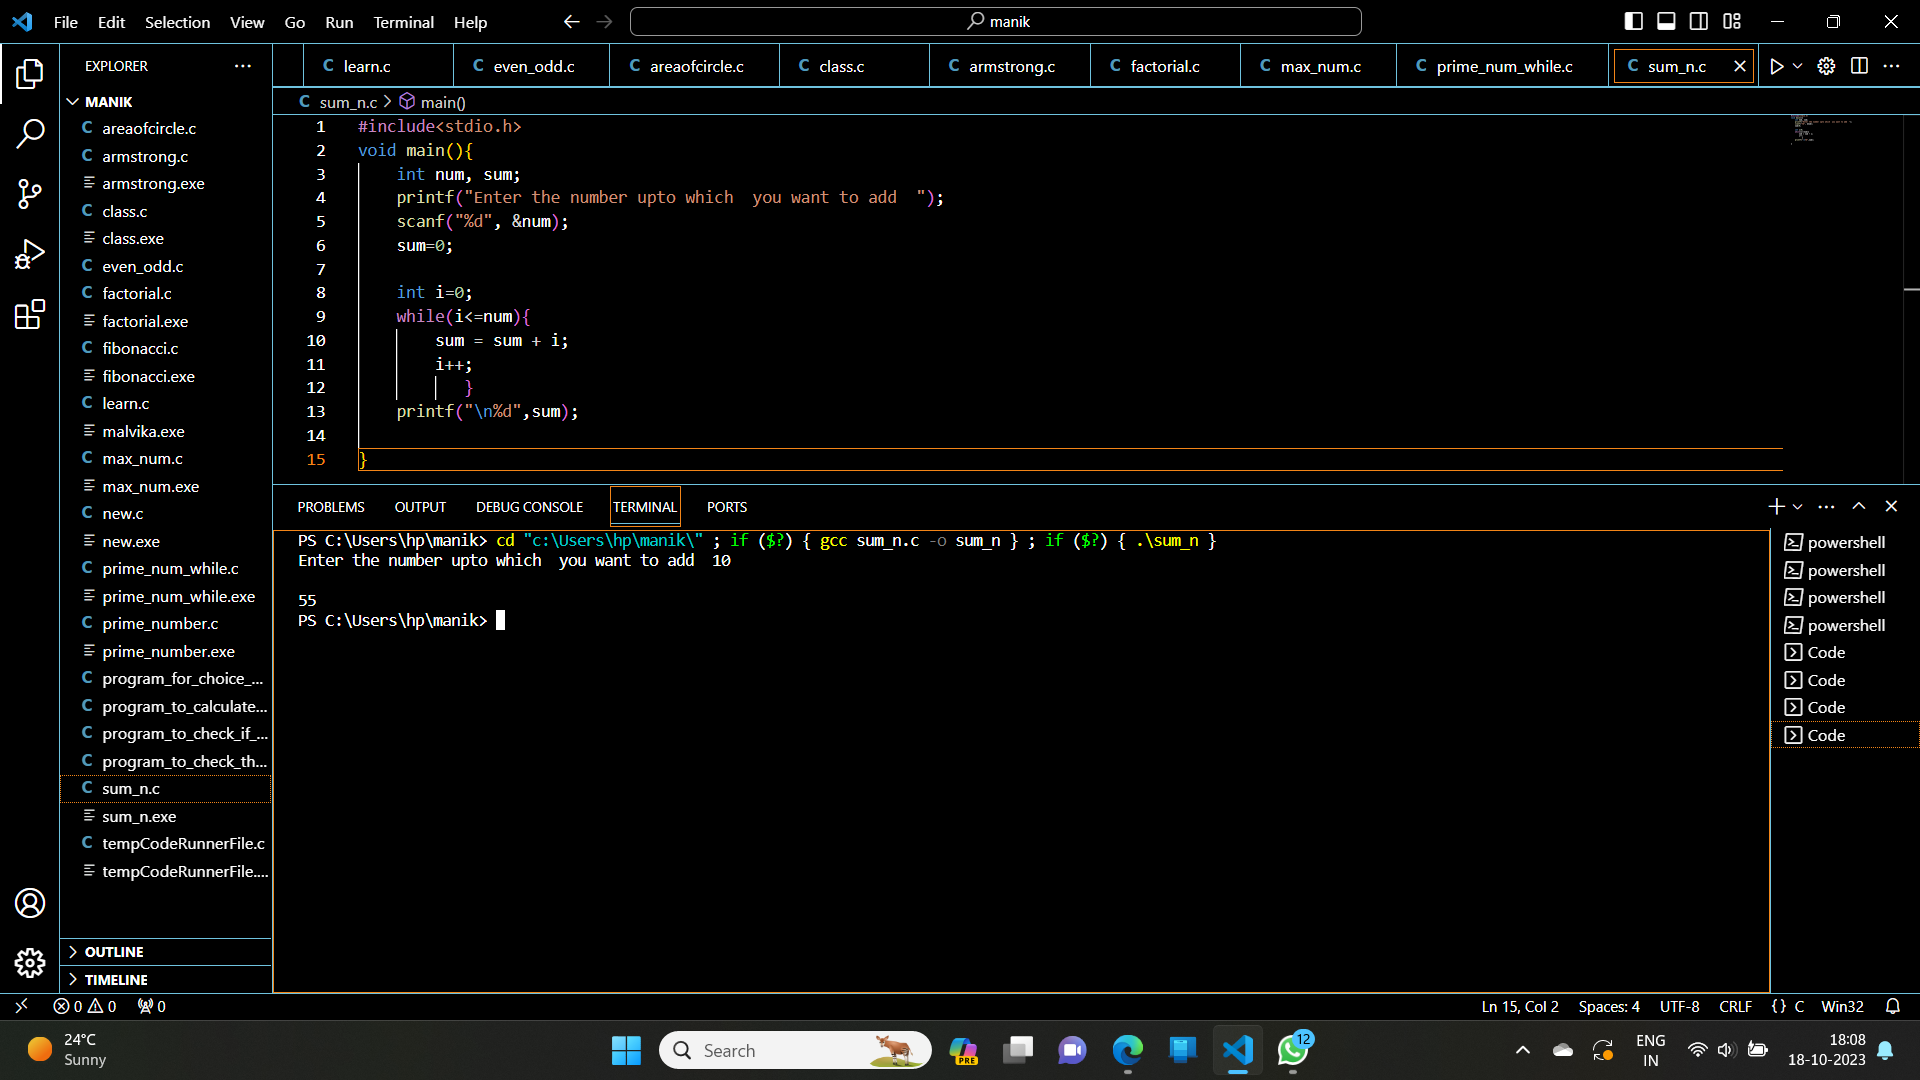 File Edit Selection View Go Run Terminal Help
manik
EXPLORER
learn.c
even_odd.c
areaofcircle.c
class.c
armstrong.c
factorial.c
max_num.c
prime_num_while.c
sum_n.c
MANIK
areaofcircle.c
armstrong.c
armstrong.exe
class.c
class.exe
even_odd.c
factorial.c
factorial.exe
fibonacci.c
fibonacci.exe
learn.c
malvika.exe
max_num.c
max_num.exe
new.c
new.exe
prime_num_while.c
prime_num_while.exe
prime_number.c
prime_number.exe
program_for_choice_...
program_to_calculate...
program_to_check_if_...
program_to_check_th...
sum_n.c
sum_n.exe
tempCodeRunnerFile.c
tempCodeRunnerFile....
OUTLINE
TIMELINE
C sum_n.c > main()
1 #include<stdio.h>
2 void main(){
3 int num, sum;
4 printf("Enter the number upto which  you want to add  ");
5 scanf("%d", &num);
6 sum=0;
7
8 int i=0;
9 while(i<=num){
10 sum = sum + i;
11 i++;
12 }
13 printf("\n%d",sum);
14
15 }
PROBLEMS OUTPUT DEBUG CONSOLE TERMINAL PORTS
PS C:\Users\hp\manik> cd "c:\Users\hp\manik\" ; if ($?) { gcc sum_n.c -o sum_n } ; if ($?) { .\sum_n }
Enter the number upto which  you want to add  10
55
PS C:\Users\hp\manik>
powershell
powershell
powershell
powershell
Code
Code
Code
Code
0 0 0
Ln 15, Col 2 Spaces: 4 UTF-8 CRLF {} C Win32
24°C
Sunny
Search
PRE
12
ENG
IN
18:08
18-10-2023